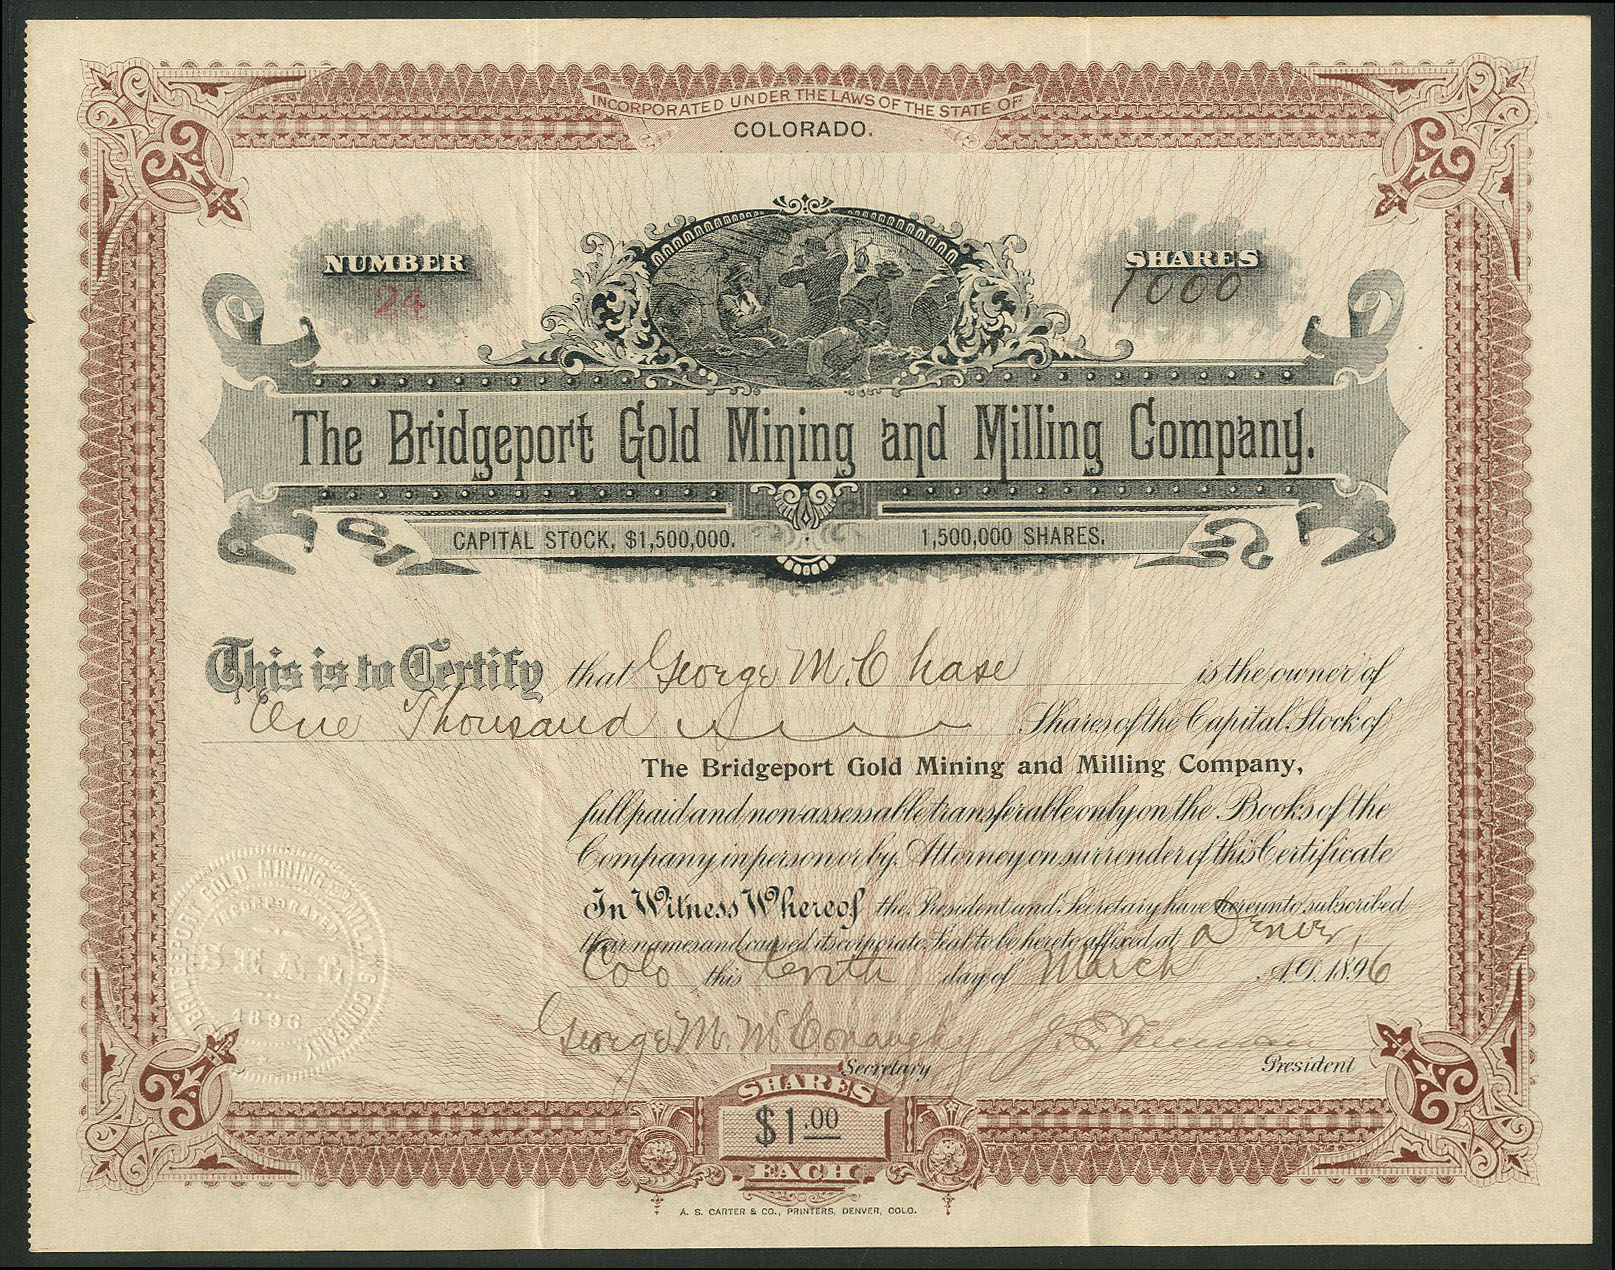 INCORPORATED UNDER THE LAWS OF THE STATE OF
COLORADO.
NUMBER
24
SHARES
1000
The Bridgeport Gold Mining and Milling Company.
CAPITAL STOCK, $1,500,000.
1,500,000 SHARES.
This is to Certify that George M. Chase is the owner of
One Thousand Shares of the Capital Stock of
The Bridgeport Gold Mining and Milling Company,
full paid and non-assessable transferable only on the Books of the
Company in person or by Attorney on surrender of this Certificate
In Witness Whereof the President and Secretary have hereunto subscribed
their names and caused its corporate Seal to be hereto affixed at Denver,
Colo this tenth day of March A.D. 1896
BRIDGEPORT GOLD MINING AND MILL'G COMPANY
INCORPORATED
SEAL
1896
George M. McConaughy
Secretary
President
SHARES
$1.00
EACH
A. S. CARTER & CO., PRINTERS, DENVER, COLO.